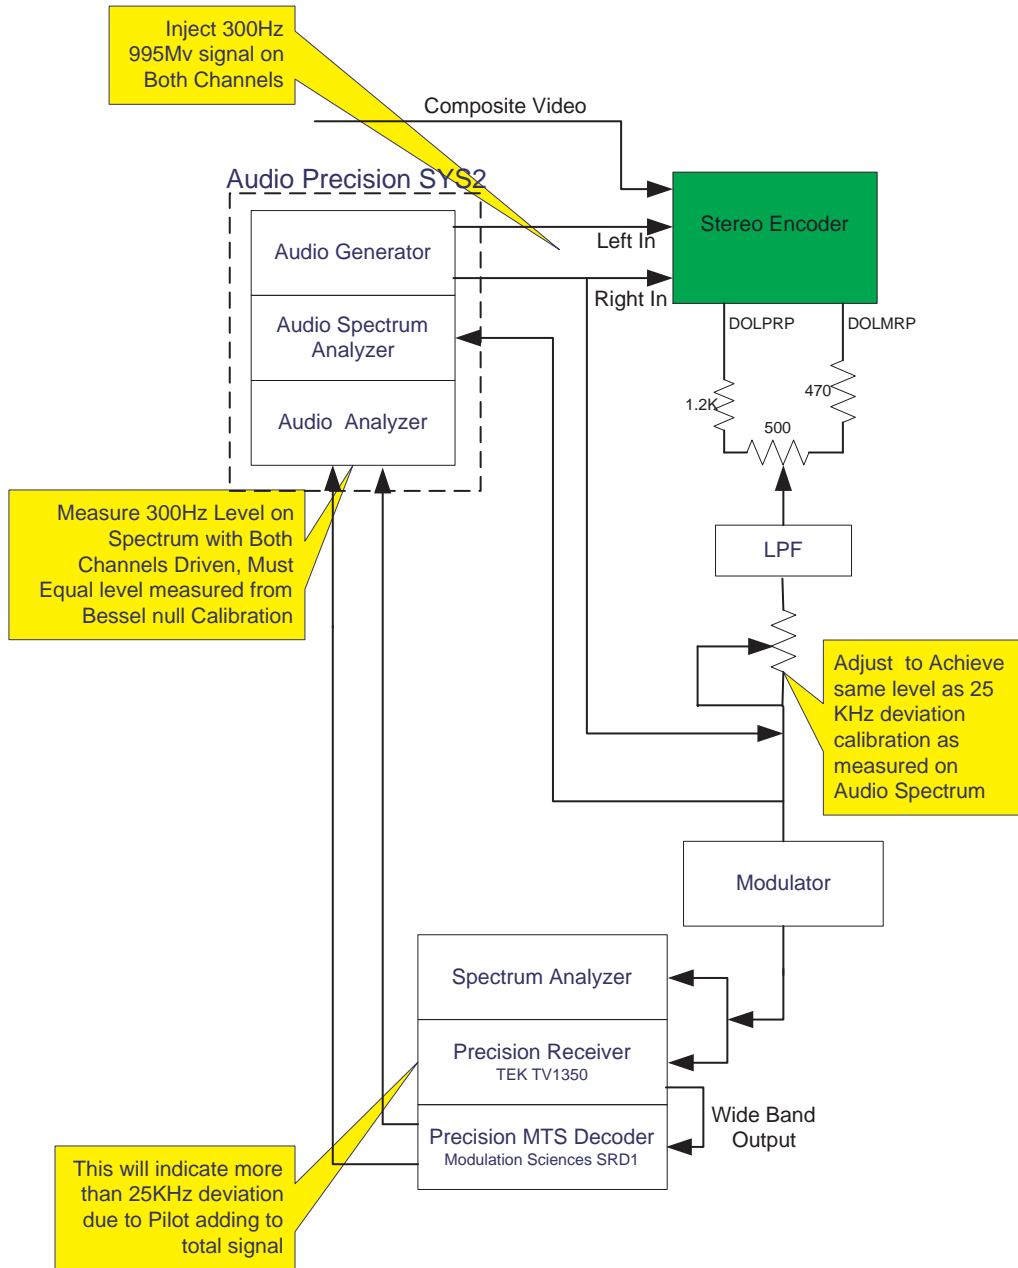 Inject 300Hz
995Mv signal on
Both Channels
Composite Video
Audio Precision SYS2
Audio Generator
Left In
Stereo Encoder
Right In
Audio Spectrum
Analyzer
DOLPRP
DOLMRP
Audio Analyzer
1.2K
470
500
Measure 300Hz Level on
Spectrum with Both
Channels Driven, Must
Equal level measured from
Bessel null Calibration
LPF
Adjust to Achieve
same level as 25
KHz deviation
calibration as
measured on
Audio Spectrum
Modulator
Spectrum Analyzer
Precision Receiver
TEK TV1350
Wide Band
Output
Precision MTS Decoder
Modulation Sciences SRD1
This will indicate more
than 25KHz deviation
due to Pilot adding to
total signal